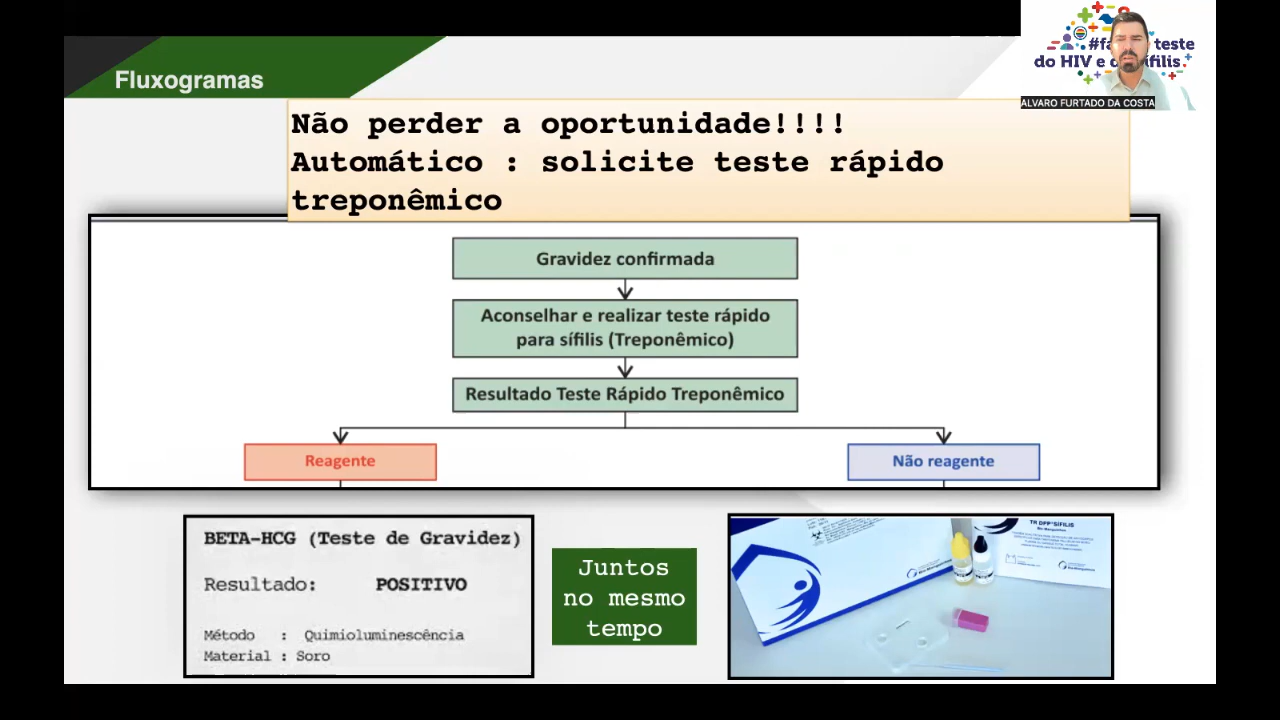 #fa teste
do HIV e d sífilis.
ALVARO FURTADO DA COSTA
Fluxogramas
Não perder a oportunidade!!!!
Automático : solicite teste rápido
treponêmico
Gravidez confirmada
Aconselhar e realizar teste rápido
para sífilis (Treponêmico)
Resultado Teste Rápido Treponêmico
Reagente
Não reagente
BETA-HCG (Teste de Gravidez)
Resultado: POSITIVO
Método : Quimioluminescência
Material : Soro
Juntos
no mesmo
tempo
TR DPP SÍFILIS